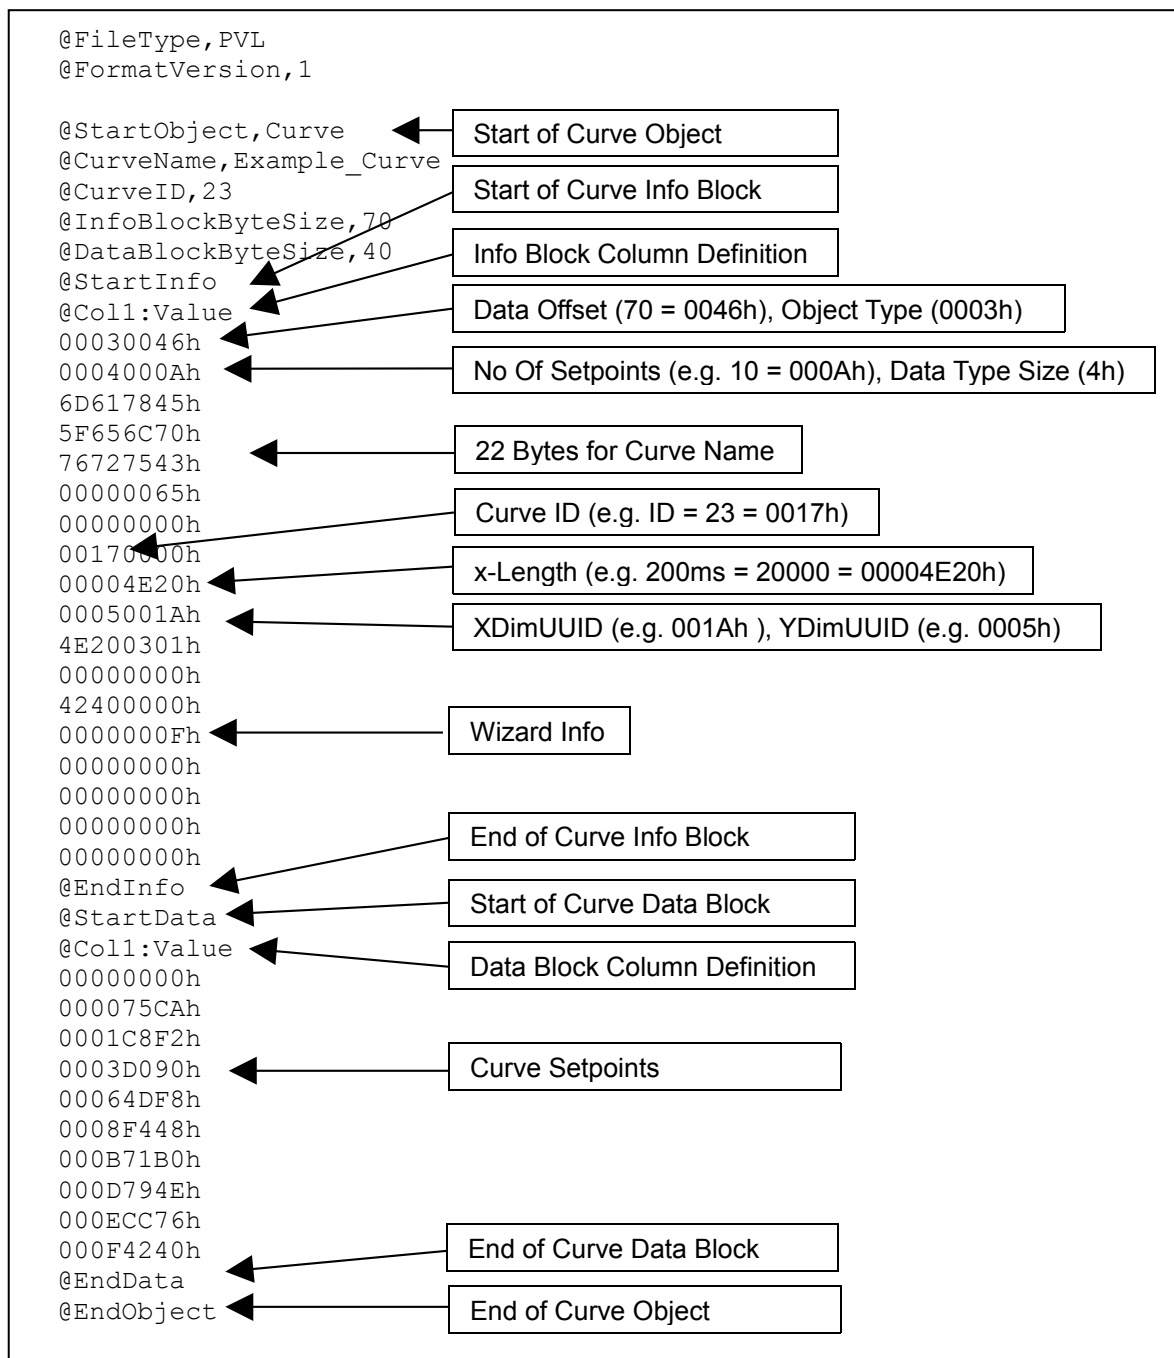 @FileType,PVL
@FormatVersion,1
@StartObject,Curve
Start of Curve Object
@CurveName,Example_Curve
@CurveID,23
Start of Curve Info Block
@InfoBlockByteSize,70
@DataBlockByteSize,40
Info Block Column Definition
@StartInfo
@Col1:Value
Data Offset (70 = 0046h), Object Type (0003h)
00030046h
0004000Ah
No Of Setpoints (e.g. 10 = 000Ah), Data Type Size (4h)
6D617845h
5F656C70h
22 Bytes for Curve Name
76727543h
00000065h
00000000h
Curve ID (e.g. ID = 23 = 0017h)
00170000h
00004E20h
x-Length (e.g. 200ms = 20000 = 00004E20h)
0005001Ah
XDimUUID (e.g. 001Ah ), YDimUUID (e.g. 0005h)
4E200301h
00000000h
42400000h
0000000Fh
Wizard Info
00000000h
00000000h
00000000h
00000000h
End of Curve Info Block
@EndInfo
@StartData
Start of Curve Data Block
@Col1:Value
Data Block Column Definition
00000000h
000075CAh
0001C8F2h
0003D090h
Curve Setpoints
00064DF8h
0008F448h
000B71B0h
000D794Eh
000ECC76h
000F4240h
End of Curve Data Block
@EndData
@EndObject
End of Curve Object